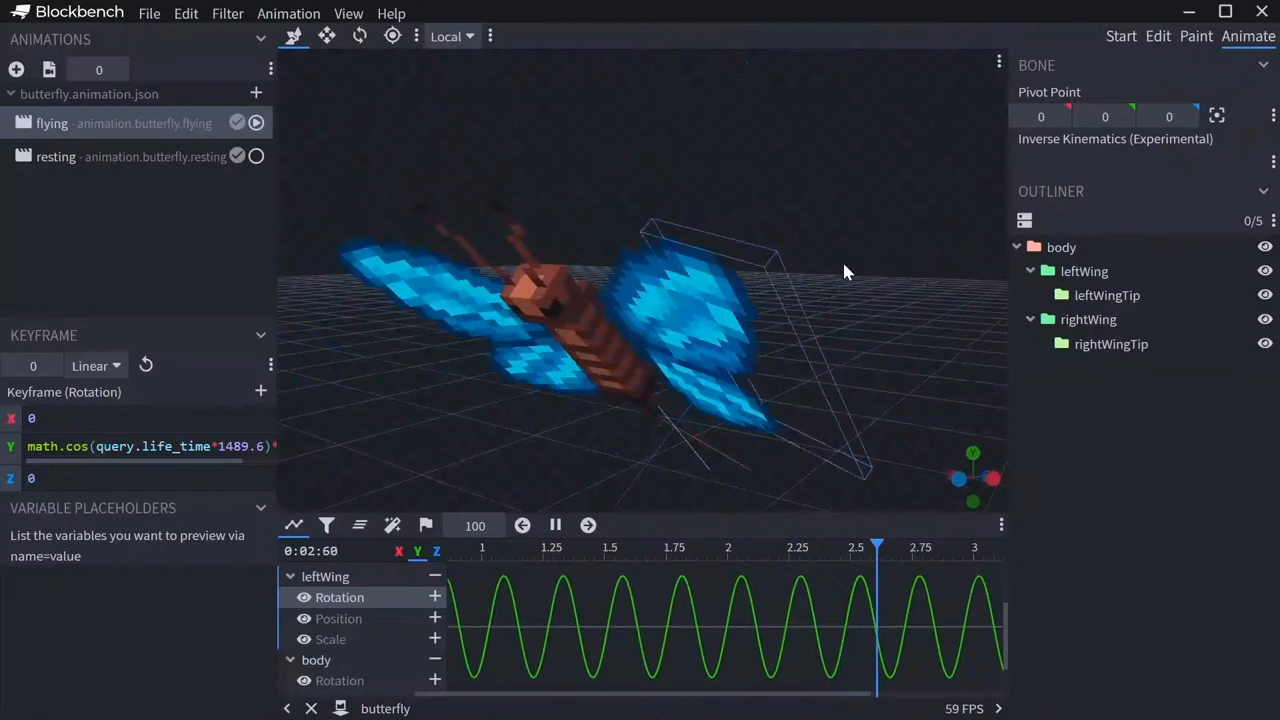 Blockbench File Edit Filter Animation View Help
ANIMATIONS
Local
Start Edit Paint Animate
0
butterfly.animation.json
flying - animation.butterfly.flying
resting - animation.butterfly.resting
KEYFRAME
0 Linear
Keyframe (Rotation)
X 0
Y math.cos(query.life_time*1489.6)*
Z 0
VARIABLE PLACEHOLDERS
List the variables you want to preview via
name=value
Y
100
0:02:60 X Y Z
1 1.25 1.5 1.75 2 2.25 2.5 2.75 3
leftWing
Rotation
Position
Scale
body
Rotation
butterfly
59 FPS
BONE
Pivot Point
0 0 0
Inverse Kinematics (Experimental)
OUTLINER
0/5
body
leftWing
leftWingTip
rightWing
rightWingTip